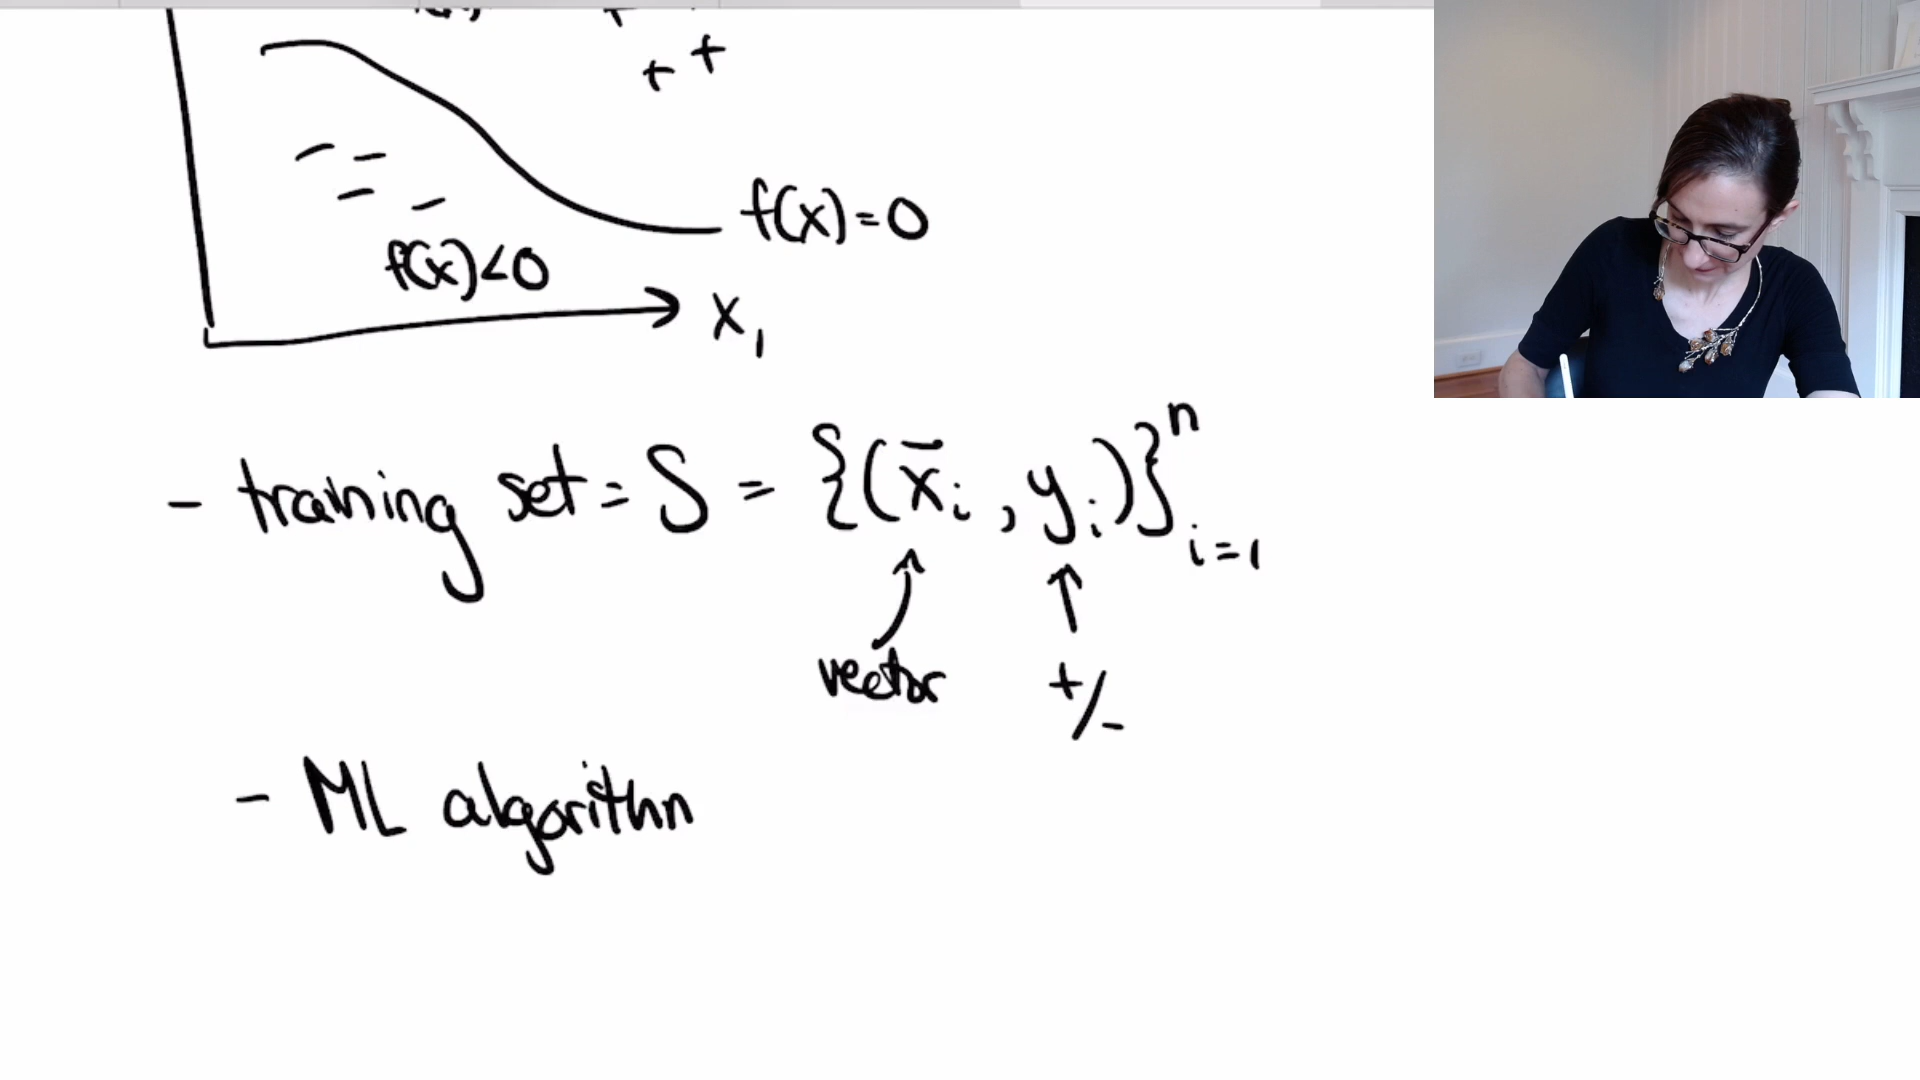 +
+ +
f(x)=0
f(x)<0
x₁
- training set = S = {(x̄ᵢ, yᵢ)}ⁿᵢ₌₁
vector +/-
- ML algorithm